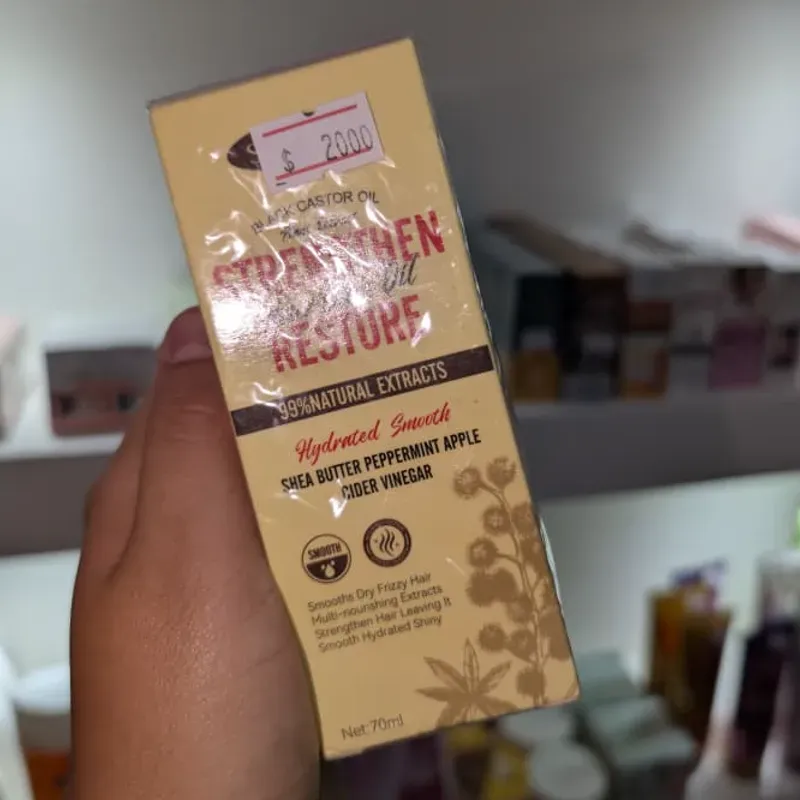 $ 2000
BLACK CASTOR OIL
STRENGTHEN
Oil
RESTORE
99%NATURAL EXTRACTS
Hydrated Smooth
SHEA BUTTER PEPPERMINT APPLE
CIDER VINEGAR
SMOOTH
Smooths Dry Frizzy Hair
Multi-nourishing Extracts
Strengthen Hair Leaving It
Smooth Hydrated Shiny
Net:70ml